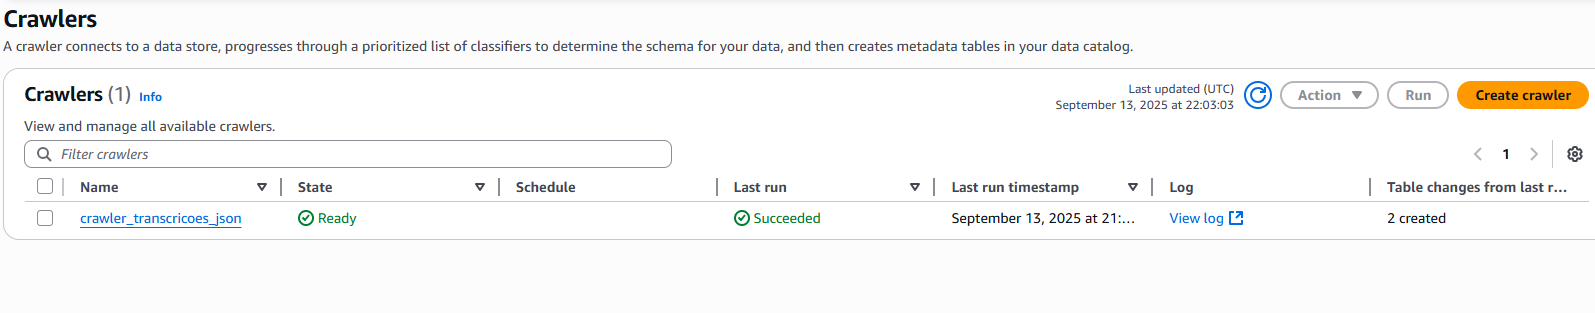 Crawlers
A crawler connects to a data store, progresses through a prioritized list of classifiers to determine the schema for your data, and then creates metadata tables in your data catalog.
Crawlers (1) Info
Last updated (UTC)
September 13, 2025 at 22:03:03
Action
Run
Create crawler
View and manage all available crawlers.
Filter crawlers
1
Name State Schedule Last run Last run timestamp Log Table changes from last r...
crawler_transcricoes_json Ready Succeeded September 13, 2025 at 21:... View log 2 created